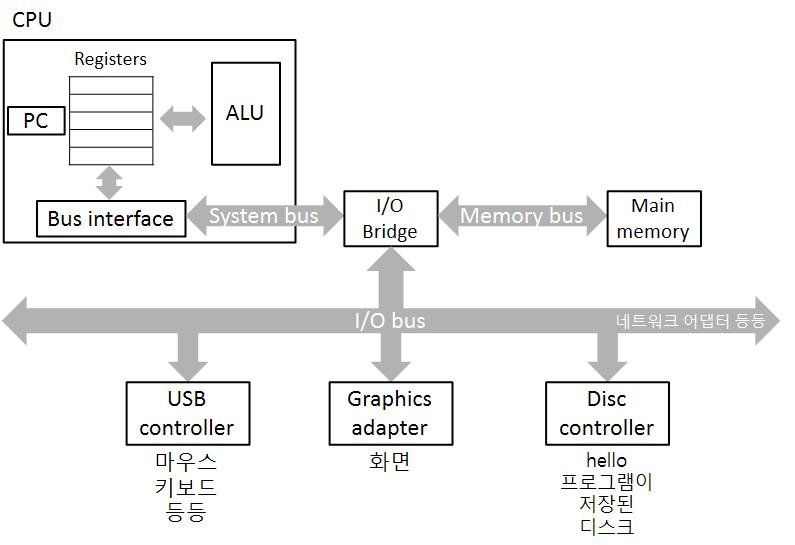 CPU
Registers
PC
ALU
Bus interface
System bus
I/O
Bridge
Memory bus
Main
memory
I/O bus
네트워크 어댑터 등등
USB
controller
마우스
키보드
등등
Graphics
adapter
화면
Disc
controller
hello
프로그램이
저장된
디스크